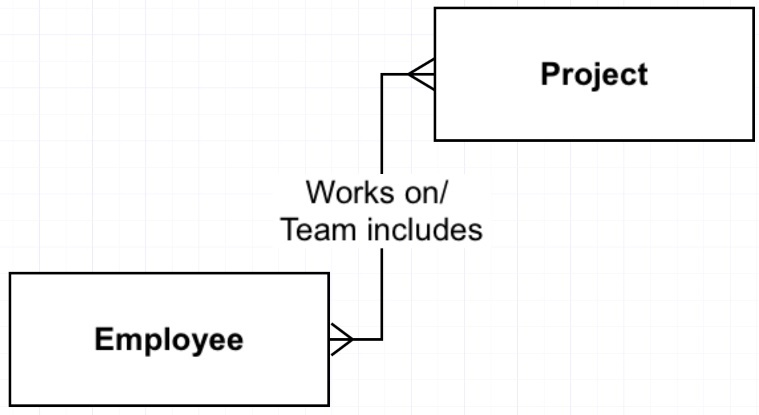 Project
Works on/
Team includes
Employee